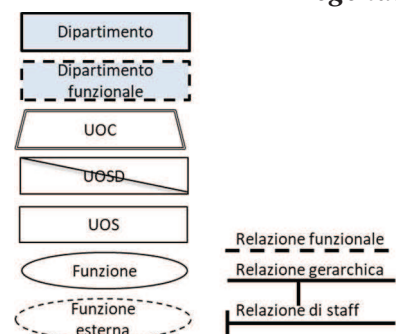 Dipartimento
Dipartimento
funzionale
UOC
UOSD
UOS
Funzione
Funzione
esterna
Relazione funzionale
Relazione gerarchica
Relazione di staff